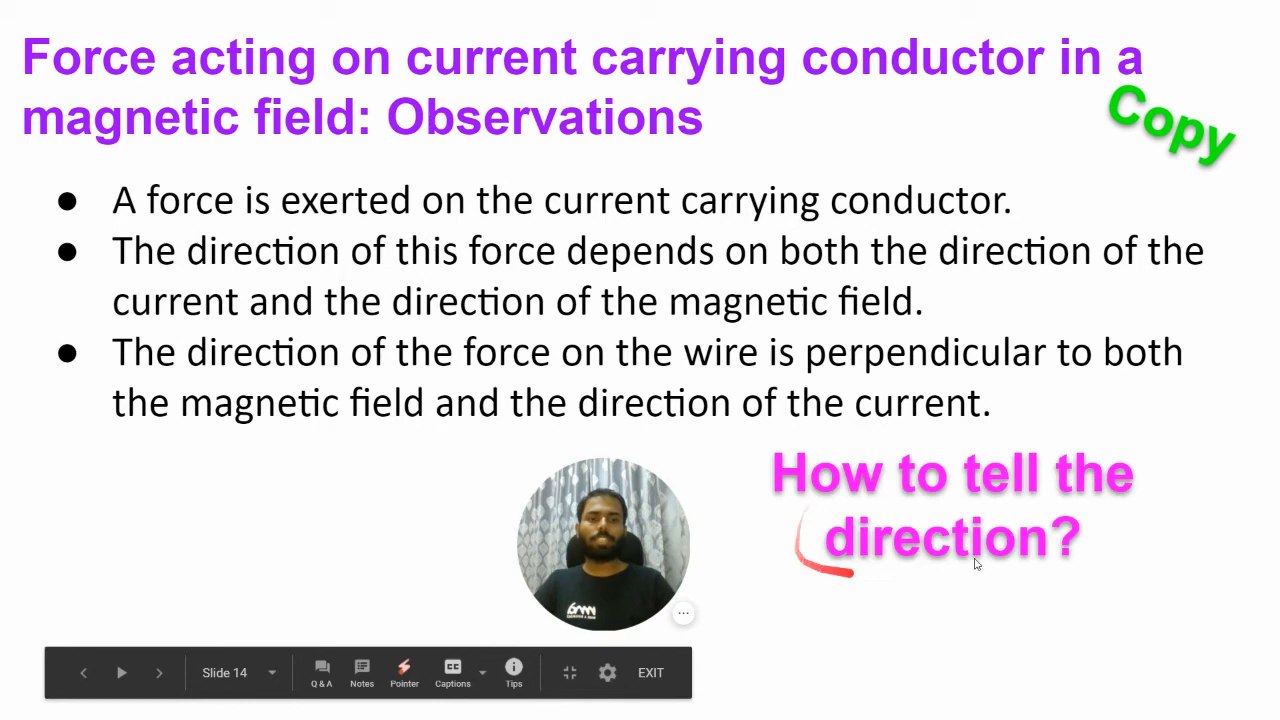 Force acting on current carrying conductor in a
magnetic field: Observations
Copy
● A force is exerted on the current carrying conductor.
● The direction of this force depends on both the direction of the
current and the direction of the magnetic field.
● The direction of the force on the wire is perpendicular to both
the magnetic field and the direction of the current.
How to tell the
direction?
Slide 14
Q & A
Notes
Pointer
CC
Captions
Tips
EXIT